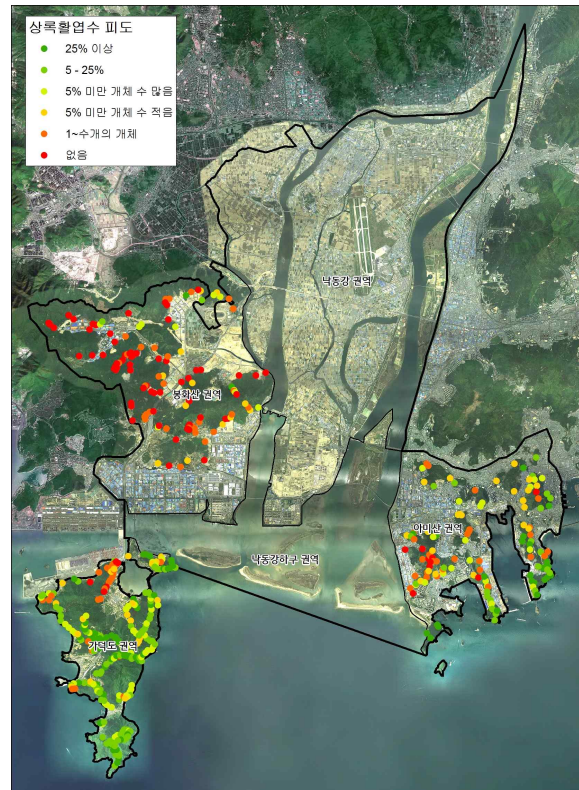 상록활엽수 피도
25% 이상
5 - 25%
5% 미만 개체 수 많음
5% 미만 개체 수 적음
1~수개의 개체
없음
낙동강 권역
봉화산 권역
아미산 권역
낙동강하구 권역
가덕도 권역